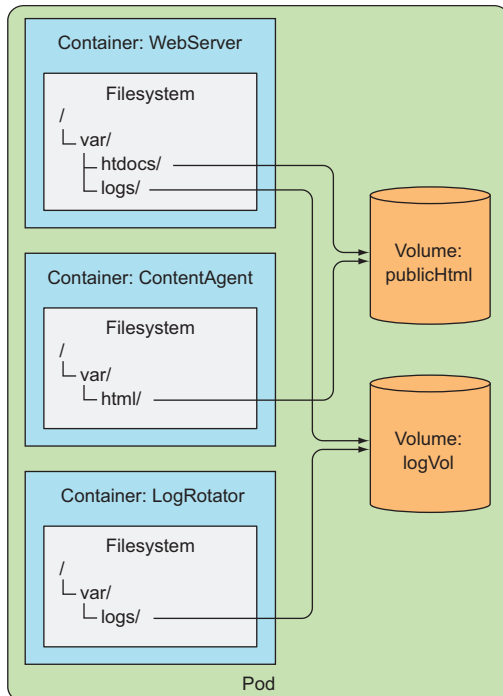 Container: WebServer
Filesystem
/
var/
htdocs/
logs/
Container: ContentAgent
Filesystem
/
var/
html/
Container: LogRotator
Filesystem
/
var/
logs/
Volume:
publicHtml
Volume:
logVol
Pod